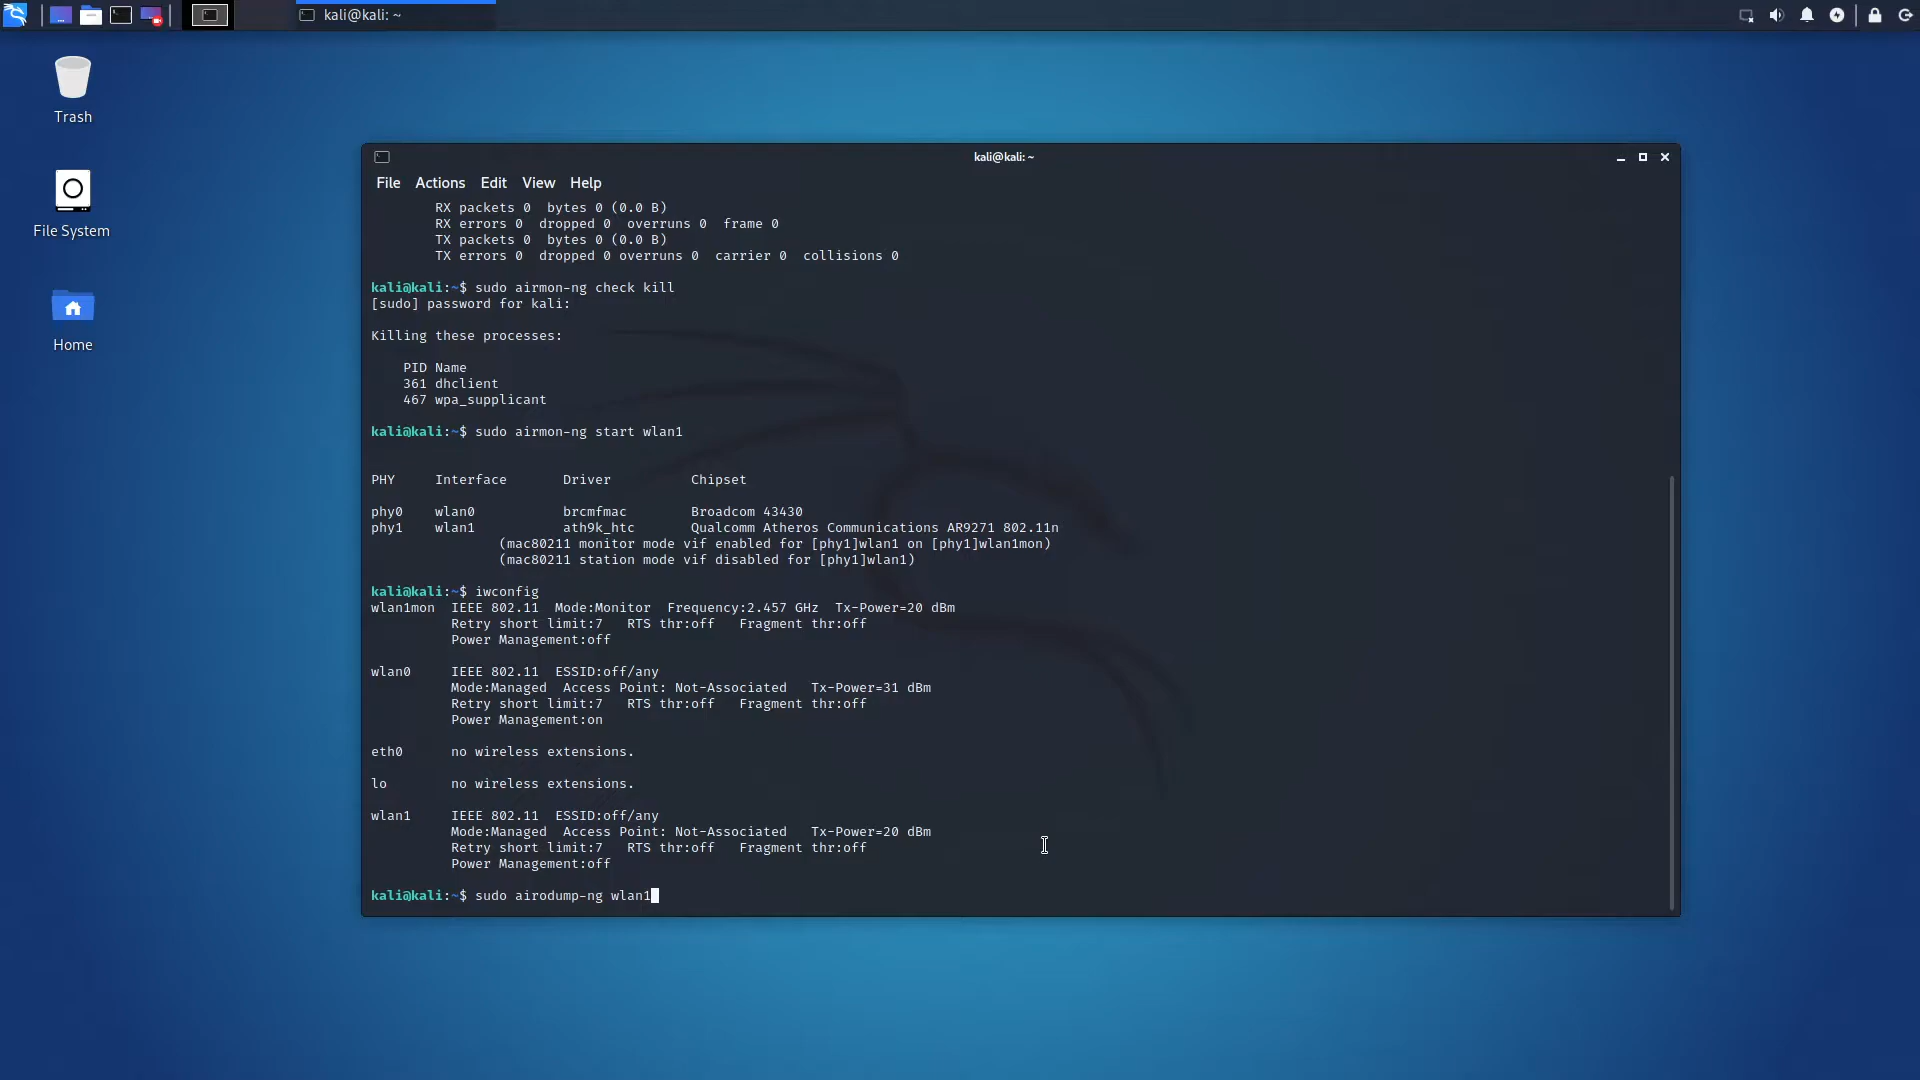 kali@kali: ~
Trash
File System
Home
kali@kali: ~
File Actions Edit View Help
RX packets 0  bytes 0 (0.0 B)
RX errors 0  dropped 0  overruns 0  frame 0
TX packets 0  bytes 0 (0.0 B)
TX errors 0  dropped 0 overruns 0  carrier 0  collisions 0
kali@kali:~$ sudo airmon-ng check kill
[sudo] password for kali:
Killing these processes:
PID Name
361 dhclient
467 wpa_supplicant
kali@kali:~$ sudo airmon-ng start wlan1
PHY     Interface       Driver          Chipset
phy0    wlan0           brcmfmac        Broadcom 43430
phy1    wlan1           ath9k_htc       Qualcomm Atheros Communications AR9271 802.11n
(mac80211 monitor mode vif enabled for [phy1]wlan1 on [phy1]wlan1mon)
(mac80211 station mode vif disabled for [phy1]wlan1)
kali@kali:~$ iwconfig
wlan1mon  IEEE 802.11  Mode:Monitor  Frequency:2.457 GHz  Tx-Power=20 dBm
Retry short limit:7   RTS thr:off   Fragment thr:off
Power Management:off
wlan0     IEEE 802.11  ESSID:off/any
Mode:Managed  Access Point: Not-Associated   Tx-Power=31 dBm
Retry short limit:7   RTS thr:off   Fragment thr:off
Power Management:on
eth0      no wireless extensions.
lo        no wireless extensions.
wlan1     IEEE 802.11  ESSID:off/any
Mode:Managed  Access Point: Not-Associated   Tx-Power=20 dBm
Retry short limit:7   RTS thr:off   Fragment thr:off
Power Management:off
kali@kali:~$ sudo airodump-ng wlan1